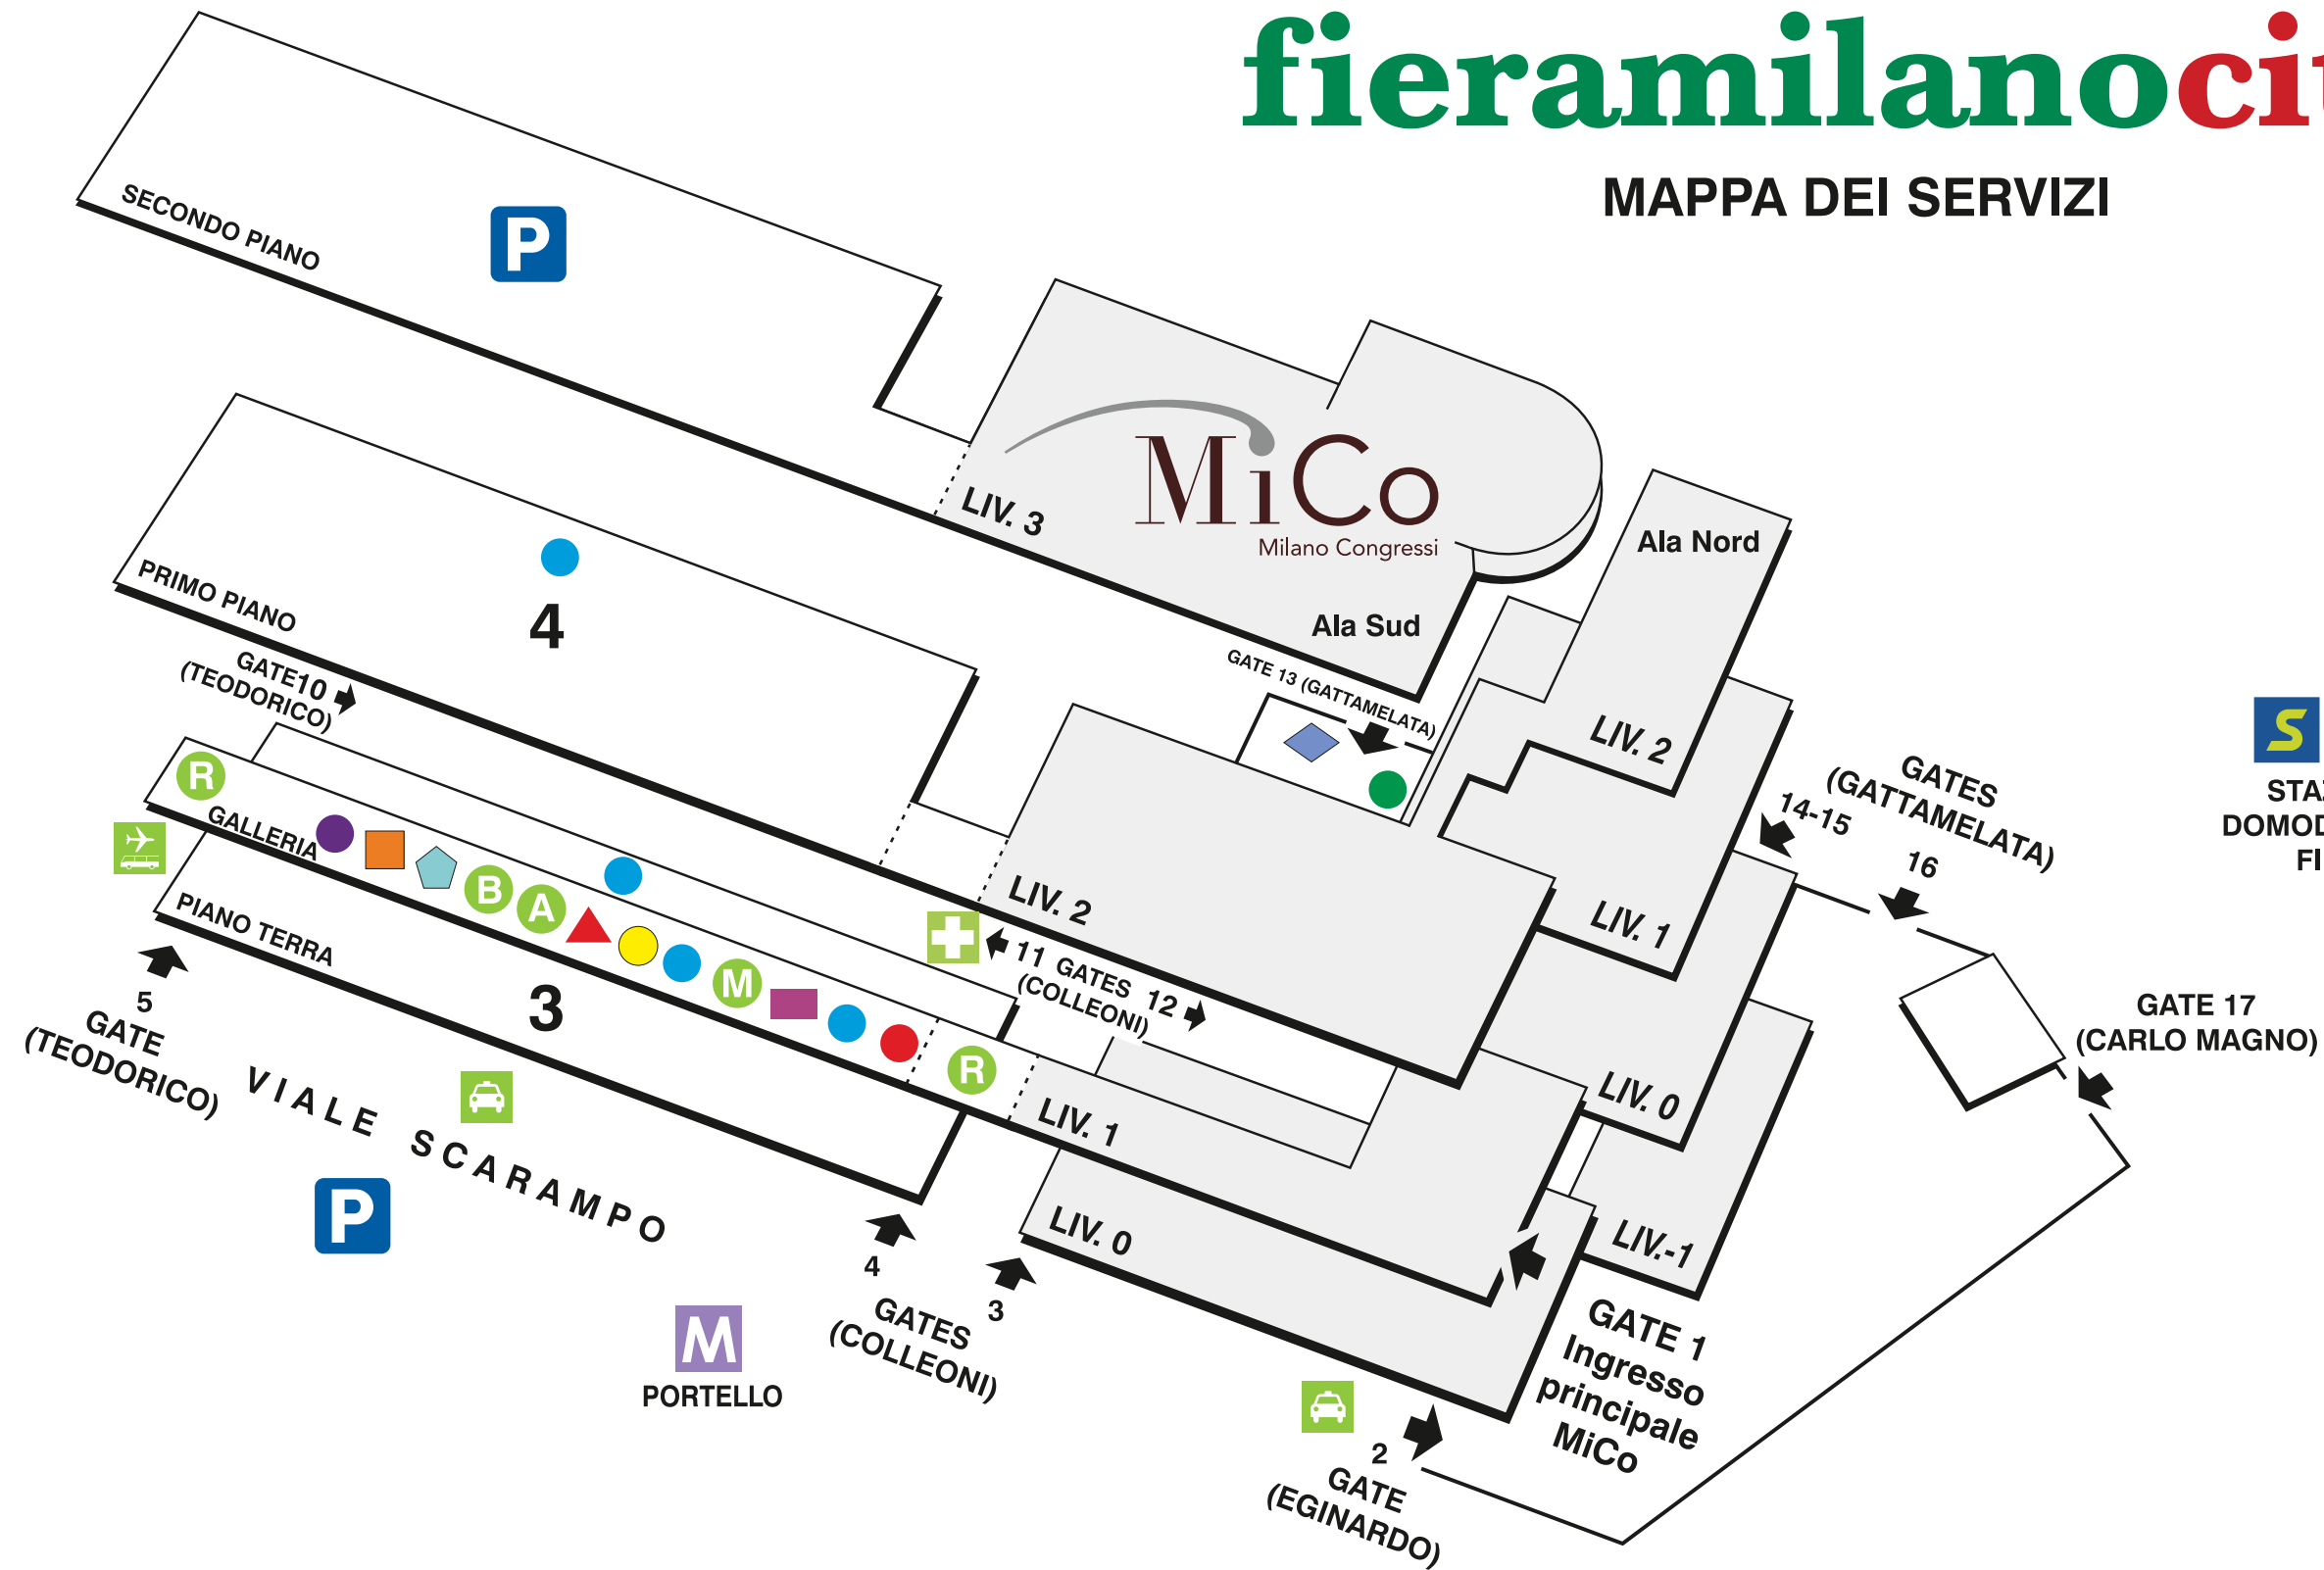 fieramilanocit
MAPPA DEI SERVIZI
SECONDO PIANO
P
MiCo
Milano Congressi
LIV. 3
Ala Sud
Ala Nord
PRIMO PIANO
4
GATE10
(TEODORICO)
GATE 13 (GATTAMELATA)
LIV. 2
LIV. 1
LIV. 0
LIV.-1
LIV. 2
GATES
(GATTAMELATA)
14-15
16
S
STAZ
DOMOD
FI
GATE 17
(CARLO MAGNO)
R
GALLERIA
B
A
M
R
PIANO TERRA
3
11 GATES 12
(COLLEONI)
LIV. 1
LIV. 0
5
GATE
(TEODORICO)
VIALE SCARAMPO
P
M
PORTELLO
4
3
GATES
(COLLEONI)
GATE 1
Ingresso
principale
MiCo
2
GATE
(EGINARDO)